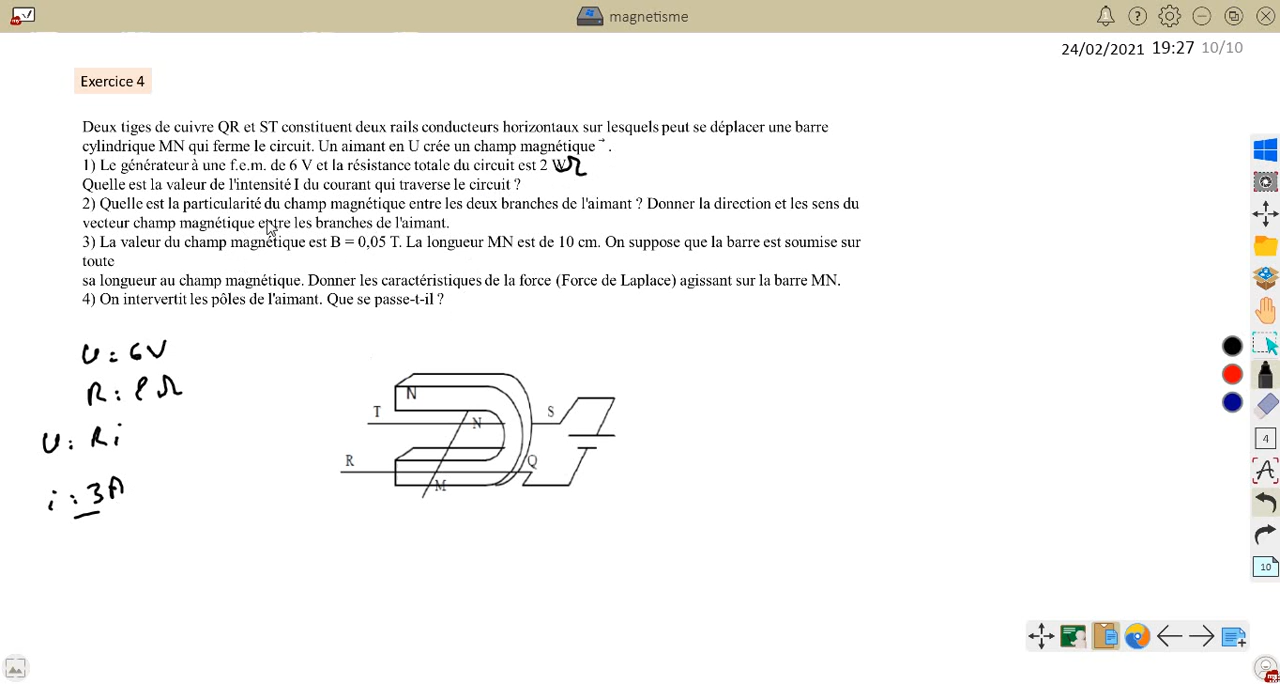 magnetisme
24/02/2021 19:27 10/10
Exercice 4
Deux tiges de cuivre QR et ST constituent deux rails conducteurs horizontaux sur lesquels peut se déplacer une barre
cylindrique MN qui ferme le circuit. Un aimant en U crée un champ magnétique → .
1) Le générateur à une f.e.m. de 6 V et la résistance totale du circuit est 2 Ω
Quelle est la valeur de l'intensité I du courant qui traverse le circuit ?
2) Quelle est la particularité du champ magnétique entre les deux branches de l'aimant ? Donner la direction et les sens du
vecteur champ magnétique entre les branches de l'aimant.
3) La valeur du champ magnétique est B = 0,05 T. La longueur MN est de 10 cm. On suppose que la barre est soumise sur
toute
sa longueur au champ magnétique. Donner les caractéristiques de la force (Force de Laplace) agissant sur la barre MN.
4) On intervertit les pôles de l'aimant. Que se passe-t-il ?
U : 6V
R : 2 Ω
U : Ri
i : 3A
N
T N S
R Q
M
4
A
10